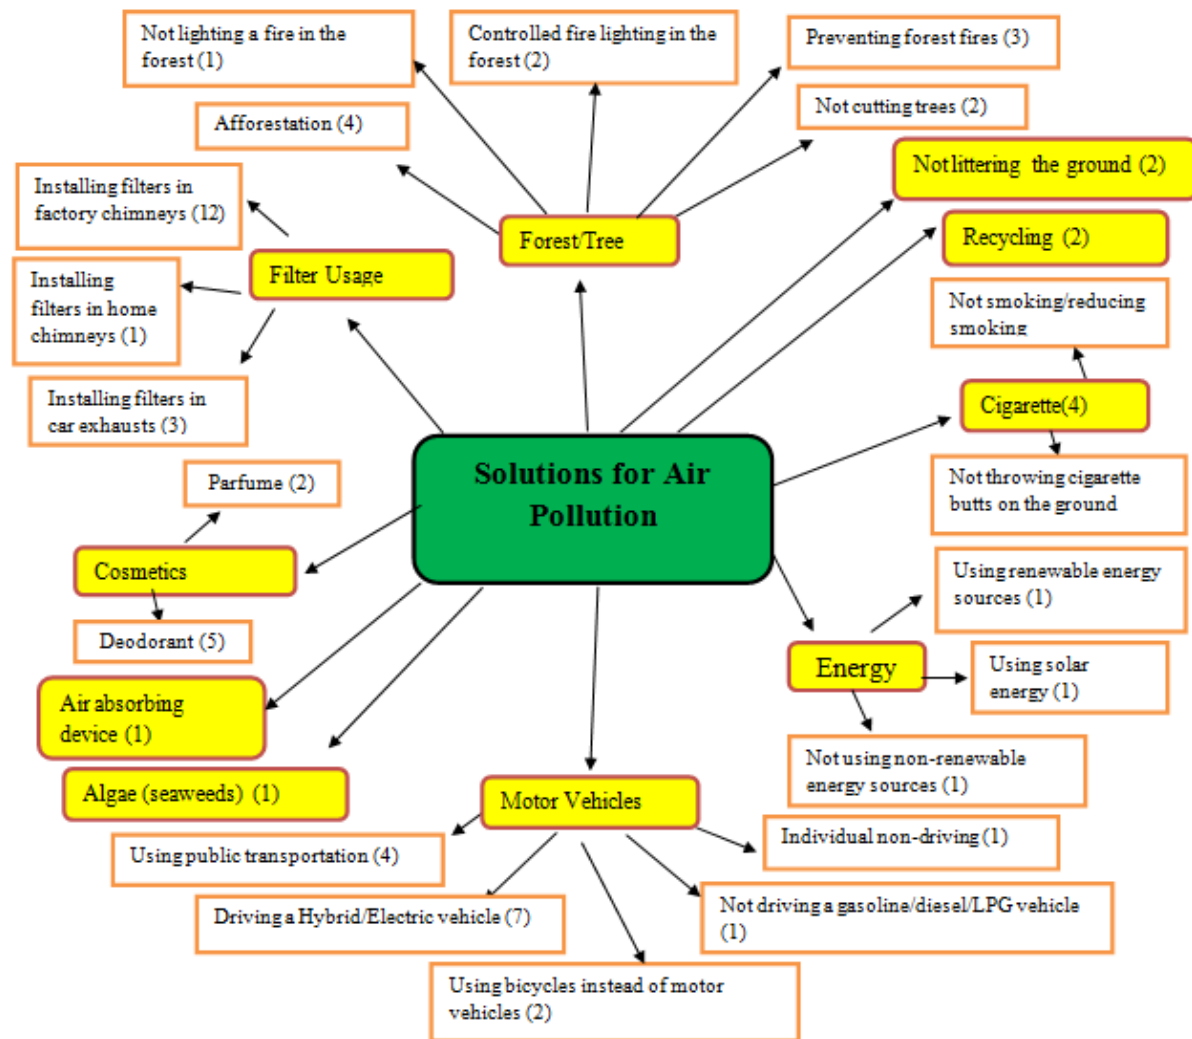 Not lighting a fire in the
forest (1)
Controlled fire lighting in the
forest (2)
Preventing forest fires (3)
Afforestation (4)
Not cutting trees (2)
Installing filters in
factory chimneys (12)
Forest/Tree
Not littering the ground (2)
Recycling (2)
Filter Usage
Installing
filters in home
chimneys (1)
Not smoking/reducing
smoking
Installing filters in
car exhausts (3)
Cigarette(4)
Solutions for Air
Pollution
Parfume (2)
Not throwing cigarette
butts on the ground
Cosmetics
Using renewable energy
sources (1)
Deodorant (5)
Energy
Using solar
energy (1)
Air absorbing
device (1)
Not using non-renewable
energy sources (1)
Algae (seaweeds) (1)
Motor Vehicles
Using public transportation (4)
Individual non-driving (1)
Driving a Hybrid/Electric vehicle (7)
Not driving a gasoline/diesel/LPG vehicle
(1)
Using bicycles instead of motor
vehicles (2)